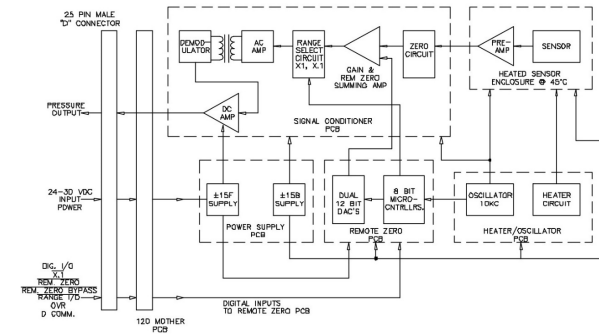 25 PIN MALE
"D" CONNECTOR
DEMOD-
ULATOR
AC
AMP
RANGE
SELECT
CIRCUIT
X1, X.1
GAIN &
REM ZERO
SUMMING AMP
ZERO
CIRCUIT
PRE-
AMP
SENSOR
HEATED SENSOR
ENCLOSURE @ 45°C
PRESSURE
OUTPUT
DC
AMP
SIGNAL CONDITIONER
PCB
24-30 VDC
INPUT
POWER
±15F
SUPPLY
±15B
SUPPLY
POWER SUPPLY
PCB
DUAL
12 BIT
DAC'S
8 BIT
MICRO-
CNTRLLRS.
REMOTE ZERO
PCB
OSCILLATOR
10KC
HEATER
CIRCUIT
HEATER/OSCILLATOR
PCB
DIG. I/O
X.1
REM. ZERO
REM. ZERO BYPASS
RANGE I/D
OVR
D COMM.
DIGITAL INPUTS
TO REMOTE ZERO PCB
120 MOTHER
PCB